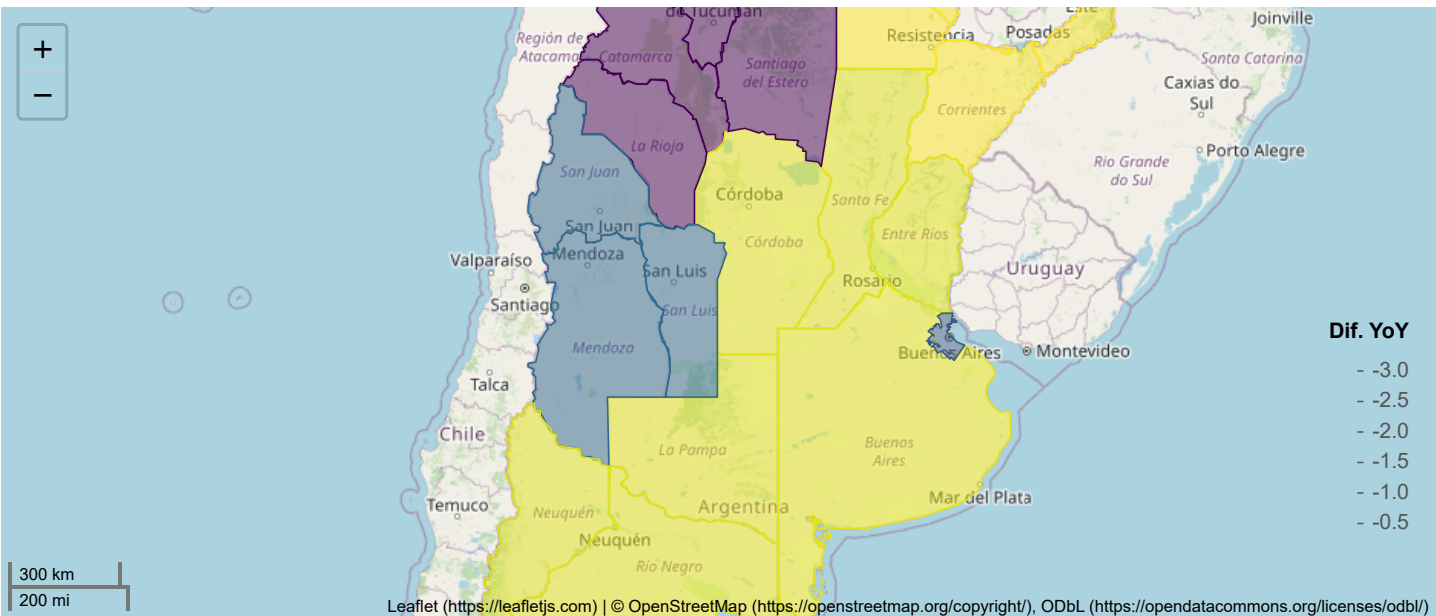 de Tucumán
Este
Joinville
Región de
Atacama
Catamarca
Santiago
del Estero
Resistencia
Posadas
Santa Catarina
Caxias do
Sul
Corrientes
La Rioja
Porto Alegre
Rio Grande
do Sul
San Juan
Córdoba
Santa Fe
San Juan
Entre Ríos
Córdoba
Mendoza
Valparaíso
San Luis
Uruguay
Rosario
Santiago
San Luis
Dif. YoY
Mendoza
Buenos Aires
Montevideo
- -3.0
Talca
- -2.5
- -2.0
Chile
La Pampa
Buenos
Aires
- -1.5
- -1.0
Mar del Plata
Temuco
Argentina
Neuquén
- -0.5
Neuquén
Río Negro
+
−
300 km
200 mi
Leaflet (https://leafletjs.com) | © OpenStreetMap (https://openstreetmap.org/copyright/), ODbL (https://opendatacommons.org/licenses/odbl/)